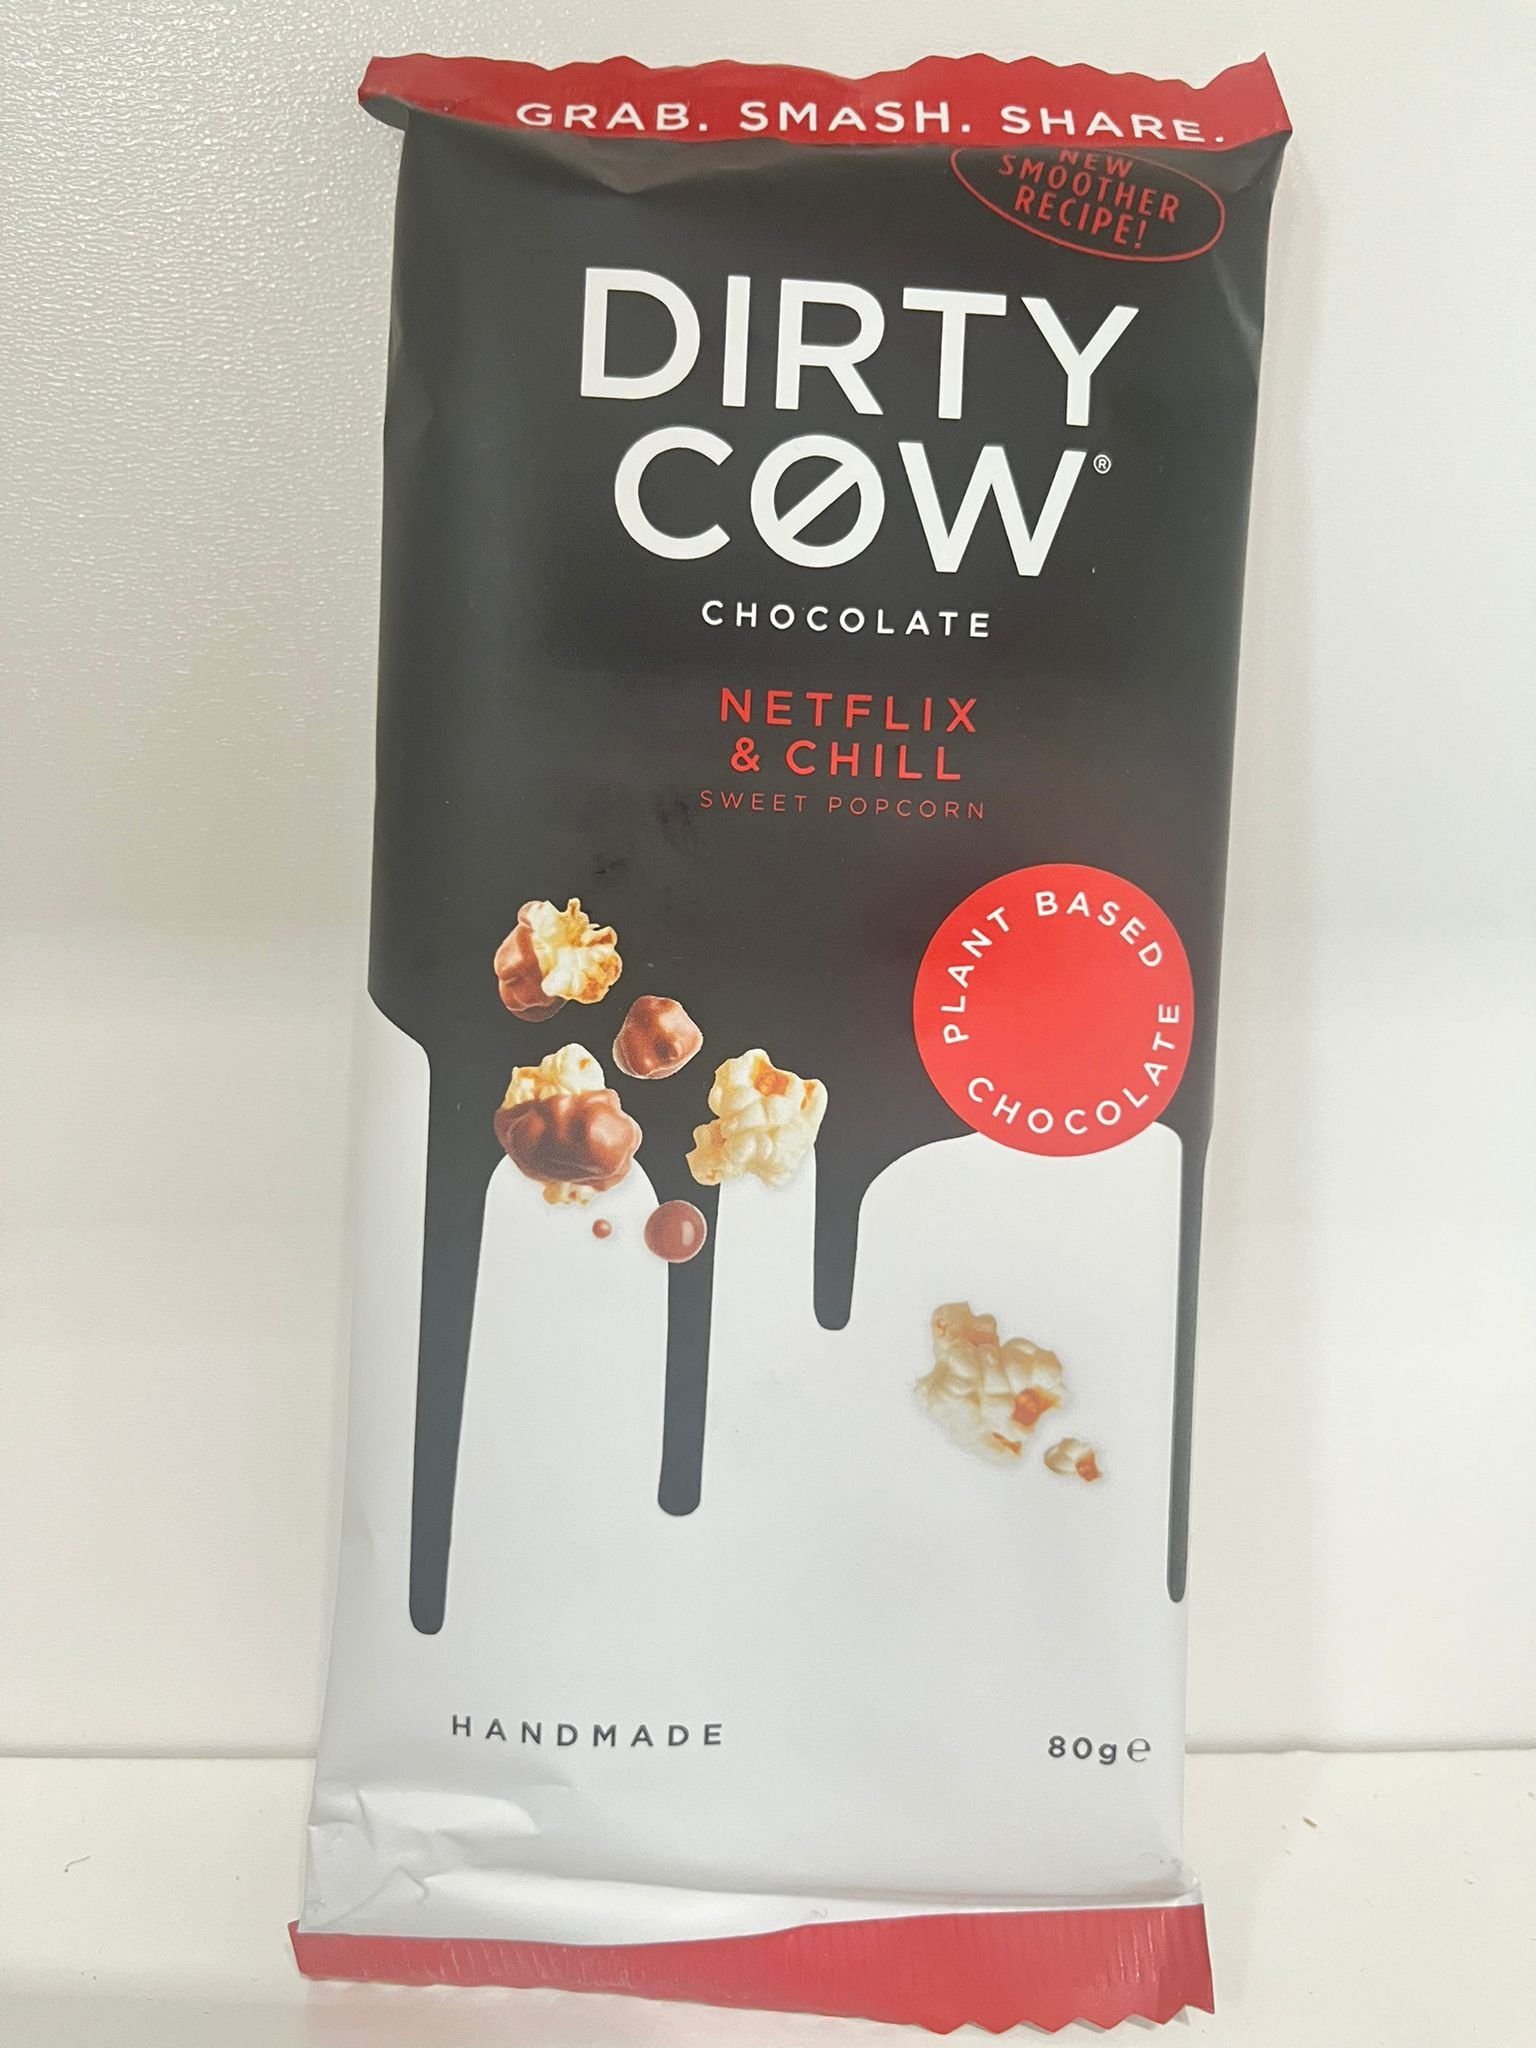 GRAB. SMASH. SHARE.
NEW
SMOOTHER
RECIPE!
DIRTY
CØW®
CHOCOLATE
NETFLIX
& CHILL
SWEET POPCORN
PLANT BASED
CHOCOLATE
HANDMADE
80g℮